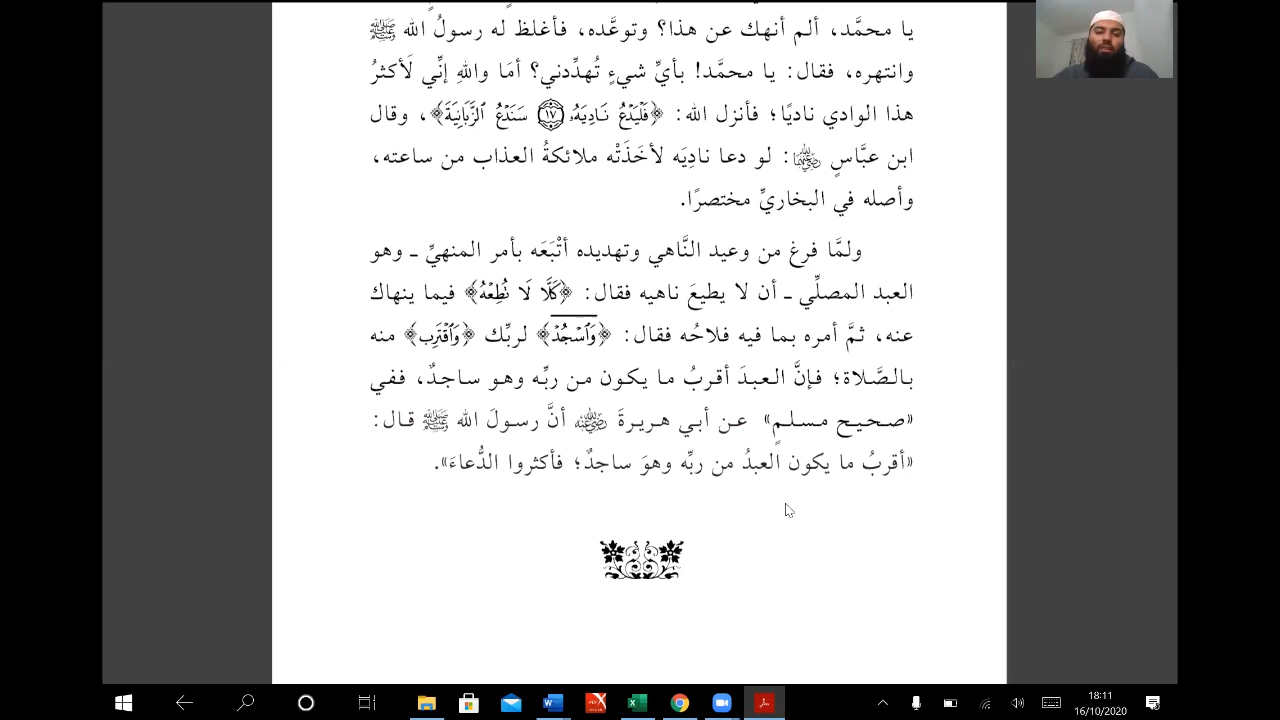 يا محمَّد، ألم أنهك عن هذا؟ وتوعَّده، فأغلظ له رسولُ الله ﷺ
وانتهره، فقال: يا محمَّد! بأيِّ شيءٍ تُهدِّدني؟ أمَا واللهِ إنِّي لَأكثرُ
هذا الوادي ناديًا؛ فأنزل الله: ﴿فَلۡيَدۡعُ نَادِيَهُۥ ١٧ سَنَدۡعُ ٱلزَّبَانِيَةَ﴾، وقال
ابن عبَّاسٍ رضي الله عنهما: لو دعا نادِيَه لأخَذَتْه ملائكةُ العذاب من ساعته،
وأصله في البخاريِّ مختصرًا.
ولمَّا فرغ من وعيد النَّاهي وتهديده أتْبَعَه بأمر المنهيِّ ـ وهو
العبد المصلِّي ـ أن لا يطيعَ ناهيه فقال: ﴿كَلَّا لَا تُطِعۡهُ﴾ فيما ينهاك
عنه، ثمَّ أمره بما فيه فلاحُه فقال: ﴿وَٱسۡجُدۡ﴾ لربِّك ﴿وَٱقۡتَرِب﴾ منه
بالصَّلاة؛ فإنَّ العبدَ أقربُ ما يكون من ربِّه وهو ساجدٌ، ففي
«صحيح مسلمٍ» عن أبي هريرةَ رضي الله عنه أنَّ رسولَ الله ﷺ قال:
«أقربُ ما يكون العبدُ من ربِّه وهوَ ساجدٌ؛ فأكثروا الدُّعاءَ».
18:11
16/10/2020